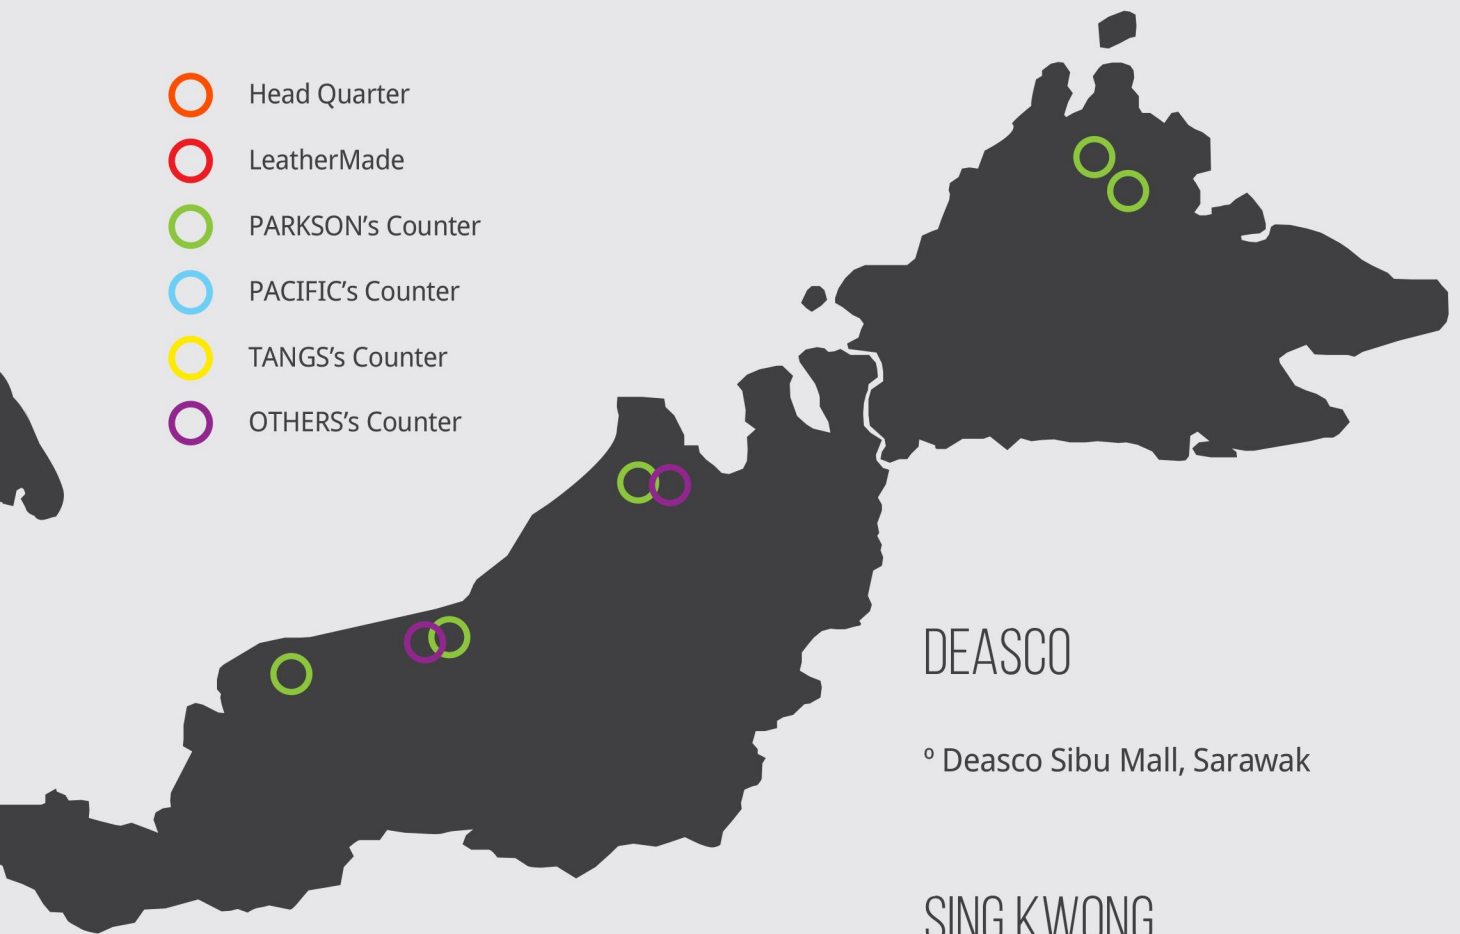 Head Quarter
LeatherMade
PARKSON’s Counter
PACIFIC’s Counter
TANGS’s Counter
OTHERS’s Counter
DEASCO
º Deasco Sibu Mall, Sarawak
SING KWONG